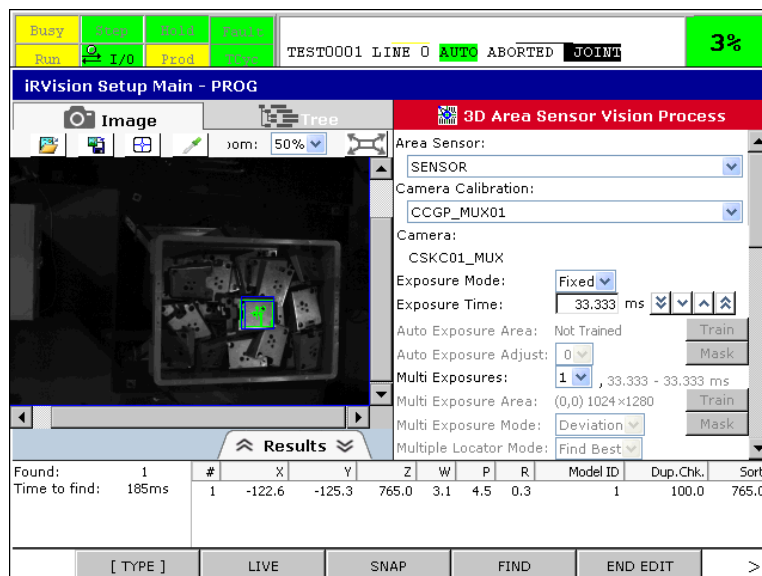 Busy Step Hold Fault
Run I/O Prod TCyc
TEST0001 LINE 0 AUTO ABORTED JOINT
3%
iRVision Setup Main - PROG
Image
Tree
oom: 50%
3D Area Sensor Vision Process
Area Sensor:
SENSOR
Camera Calibration:
CCGP_MUX01
Camera:
CSKC01_MUX
Exposure Mode: Fixed
Exposure Time: 33.333 ms
Auto Exposure Area: Not Trained Train
Auto Exposure Adjust: 0 Mask
Multi Exposures: 1 , 33.333 - 33.333 ms
Multi Exposure Area: (0,0) 1024×1280 Train
Multi Exposure Mode: Deviation Mask
Multiple Locator Mode: Find Best
Results
Found: 1
Time to find: 185ms
# X Y Z W P R Model ID Dup.Chk. Sort
1 -122.6 -125.3 765.0 3.1 4.5 0.3 1 100.0 765.0
[ TYPE ] LIVE SNAP FIND END EDIT >